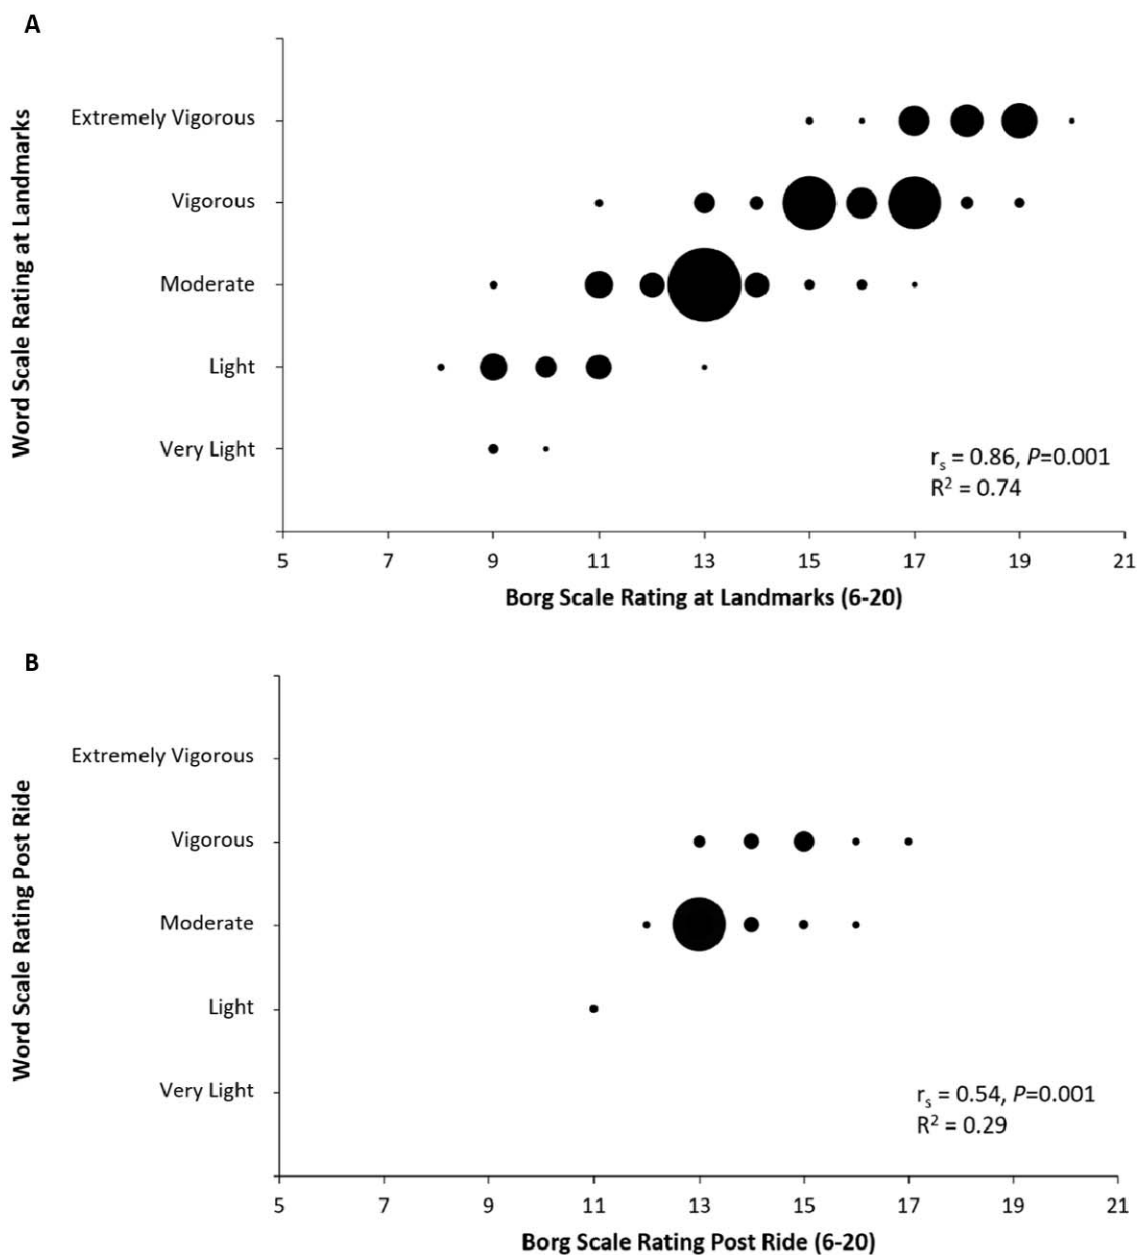 A
Word Scale Rating at Landmarks
Extremely Vigorous
Vigorous
Moderate
Light
Very Light
rs = 0.86, P=0.001
R2 = 0.74
5 7 9 11 13 15 17 19 21
Borg Scale Rating at Landmarks (6-20)
B
Word Scale Rating Post Ride
Extremely Vigorous
Vigorous
Moderate
Light
Very Light
rs = 0.54, P=0.001
R2 = 0.29
5 7 9 11 13 15 17 19 21
Borg Scale Rating Post Ride (6-20)